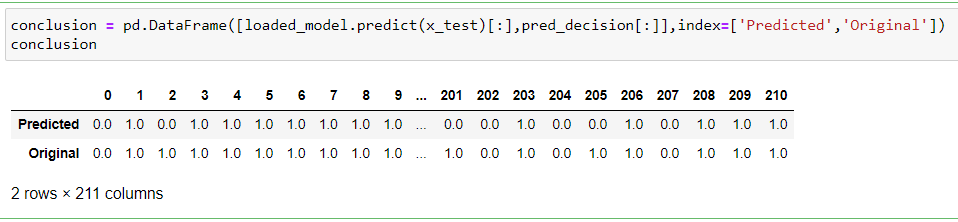 conclusion = pd.DataFrame([loaded_model.predict(x_test)[:],pred_decision[:]],index=['Predicted','Original'])
conclusion
0 1 2 3 4 5 6 7 8 9 ... 201 202 203 204 205 206 207 208 209 210
Predicted 0.0 1.0 0.0 1.0 1.0 1.0 1.0 1.0 1.0 1.0 ... 0.0 0.0 1.0 0.0 0.0 1.0 0.0 1.0 1.0 1.0
Original 0.0 1.0 1.0 1.0 1.0 1.0 1.0 1.0 1.0 1.0 ... 1.0 0.0 1.0 0.0 1.0 1.0 0.0 1.0 1.0 1.0
2 rows × 211 columns